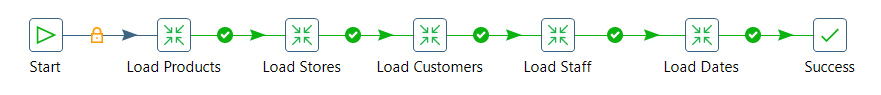 Start
Load Products
Load Stores
Load Customers
Load Staff
Load Dates
Success